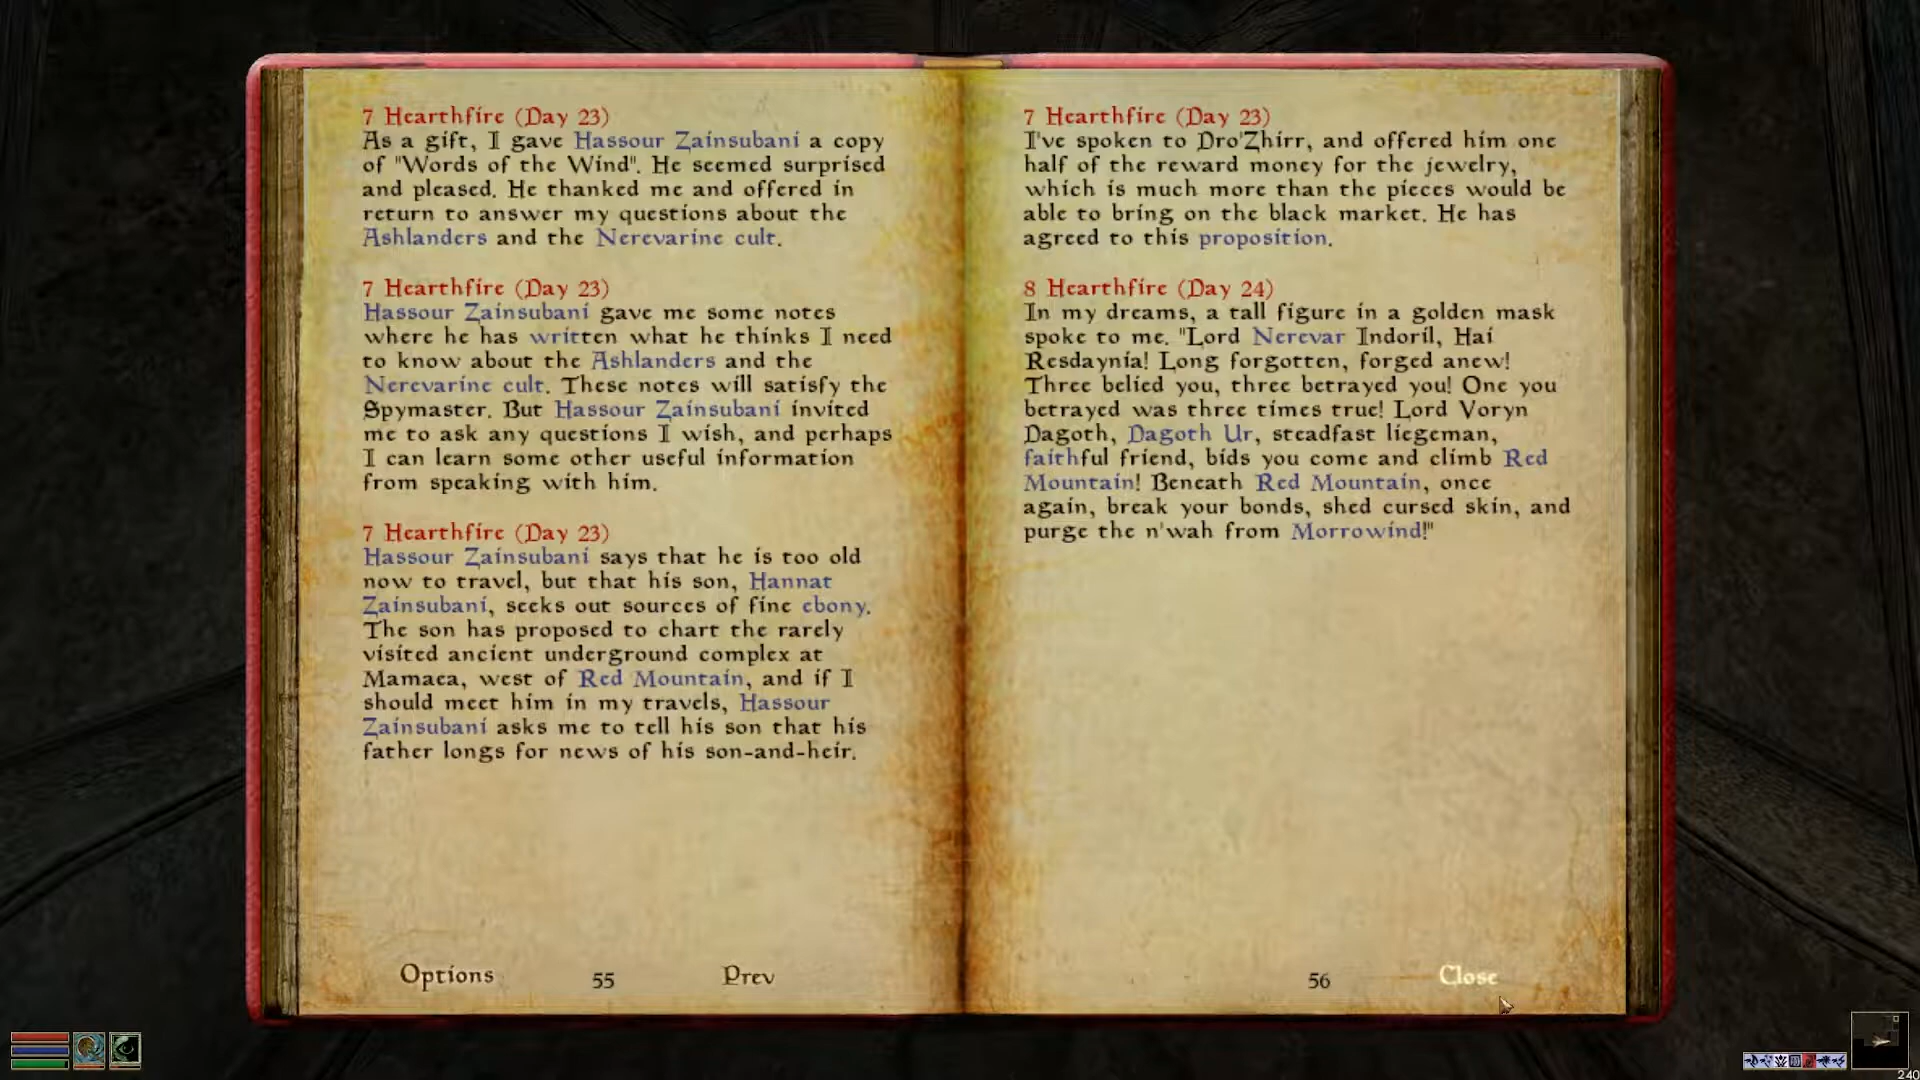 7 Hearthfire (Day 23)
As a gift, I gave Hassour Zainsubani a copy
of "Words of the Wind". He seemed surprised
and pleased. He thanked me and offered in
return to answer my questions about the
Ashlanders and the Nerevarine cult.
7 Hearthfire (Day 23)
Hassour Zainsubani gave me some notes
where he has written what he thinks I need
to know about the Ashlanders and the
Nerevarine cult. These notes will satisfy the
Spymaster. But Hassour Zainsubani invited
me to ask any questions I wish, and perhaps
I can learn some other useful information
from speaking with him.
7 Hearthfire (Day 23)
Hassour Zainsubani says that he is too old
now to travel, but that his son, Hannat
Zainsubani, seeks out sources of fine ebony.
The son has proposed to chart the rarely
visited ancient underground complex at
Mamaea, west of Red Mountain, and if I
should meet him in my travels, Hassour
Zainsubani asks me to tell his son that his
father longs for news of his son-and-heir.
Options 55 Prev
7 Hearthfire (Day 23)
I've spoken to Dro'Zhirr, and offered him one
half of the reward money for the jewelry,
which is much more than the pieces would be
able to bring on the black market. He has
agreed to this proposition.
8 Hearthfire (Day 24)
In my dreams, a tall figure in a golden mask
spoke to me. "Lord Nerevar Indoril, Hai
Resdaynia! Long forgotten, forged anew!
Three belied you, three betrayed you! One you
betrayed was three times true! Lord Voryn
Dagoth, Dagoth Ur, steadfast liegeman,
faithful friend, bids you come and climb Red
Mountain! Beneath Red Mountain, once
again, break your bonds, shed cursed skin, and
purge the n'wah from Morrowind!"
56 Close
240